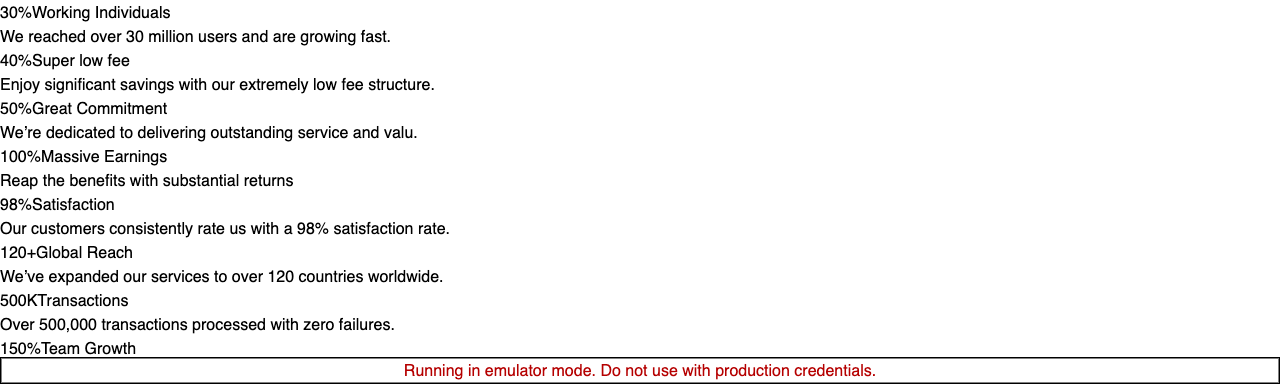 30%Working Individuals
We reached over 30 million users and are growing fast.
40%Super low fee
Enjoy significant savings with our extremely low fee structure.
50%Great Commitment
We’re dedicated to delivering outstanding service and valu.
100%Massive Earnings
Reap the benefits with substantial returns
98%Satisfaction
Our customers consistently rate us with a 98% satisfaction rate.
120+Global Reach
We’ve expanded our services to over 120 countries worldwide.
500KTransactions
Over 500,000 transactions processed with zero failures.
150%Team Growth
Running in emulator mode. Do not use with production credentials.